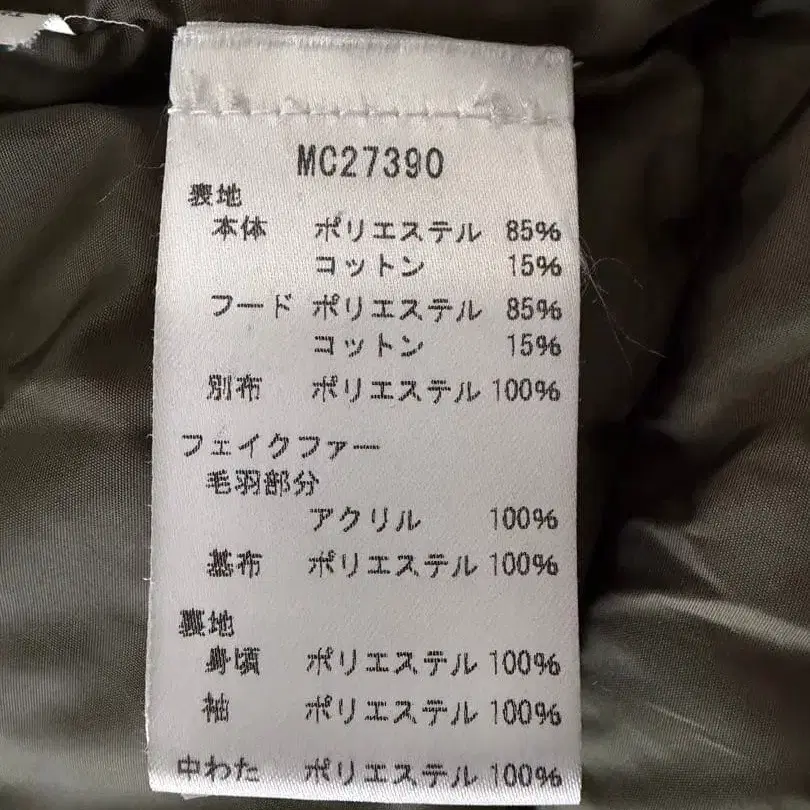 MC27390
表地
本体 ポリエステル 85%
コットン 15%
フード ポリエステル 85%
コットン 15%
別布 ポリエステル 100%
フェイクファー
毛羽部分
アクリル 100%
基布 ポリエステル 100%
裏地
身頃 ポリエステル 100%
袖 ポリエステル 100%
中わた ポリエステル 100%